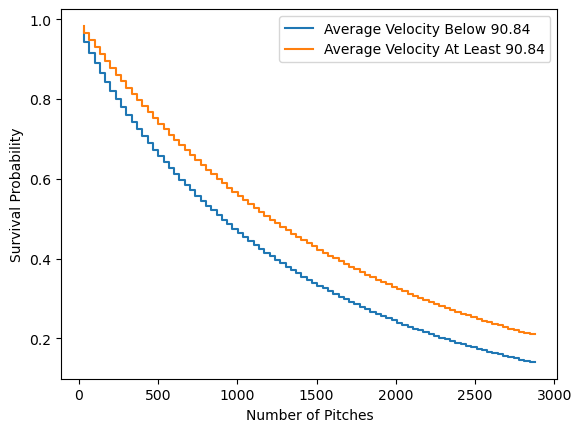 Average Velocity Below 90.84
Average Velocity At Least 90.84
1.0
0.8
0.6
0.4
0.2
Survival Probability
0 500 1000 1500 2000 2500 3000
Number of Pitches